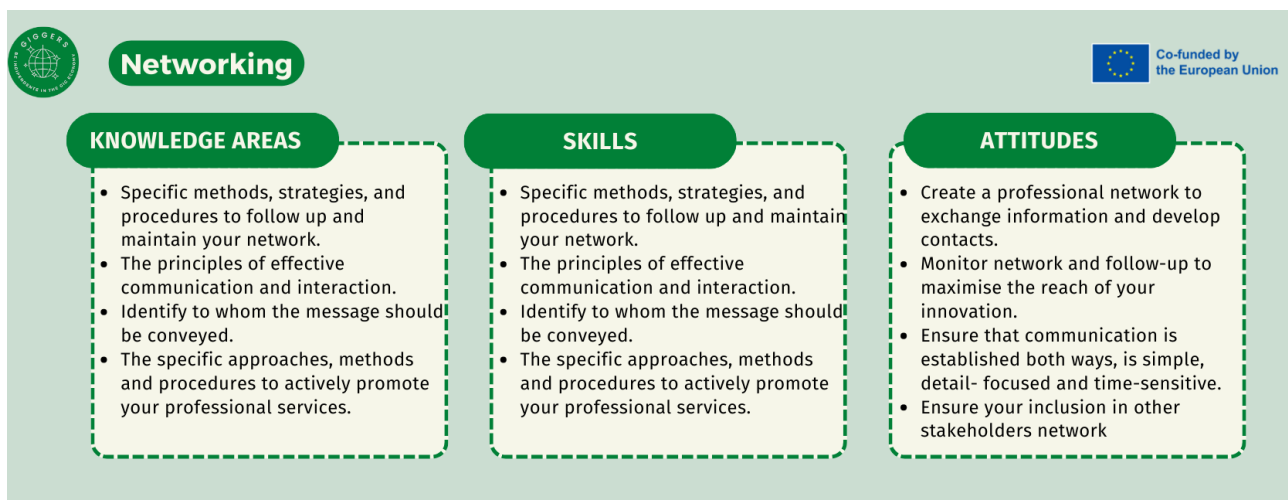 GIGGERS
BE INDIPENDENTE IN THE GIG ECONOMY
Networking
Co-funded by
the European Union
KNOWLEDGE AREAS
• Specific methods, strategies, and
procedures to follow up and
maintain your network.
• The principles of effective
communication and interaction.
• Identify to whom the message should
be conveyed.
• The specific approaches, methods
and procedures to actively promote
your professional services.
SKILLS
• Specific methods, strategies, and
procedures to follow up and maintain
your network.
• The principles of effective
communication and interaction.
• Identify to whom the message should
be conveyed.
• The specific approaches, methods
and procedures to actively promote
your professional services.
ATTITUDES
• Create a professional network to
exchange information and develop
contacts.
• Monitor network and follow-up to
maximise the reach of your
innovation.
• Ensure that communication is
established both ways, is simple,
detail- focused and time-sensitive.
• Ensure your inclusion in other
stakeholders network